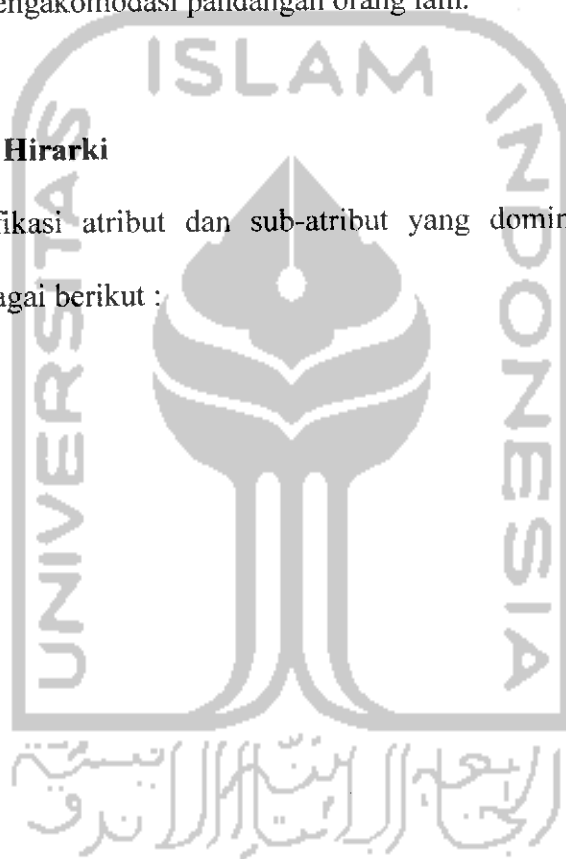 engakomodasi pandangan orang lain.
ISLAM
Hirarki
fikasi atribut dan sub-atribut yang domin
agai berikut :
UNIVERSITAS
INDONESIA